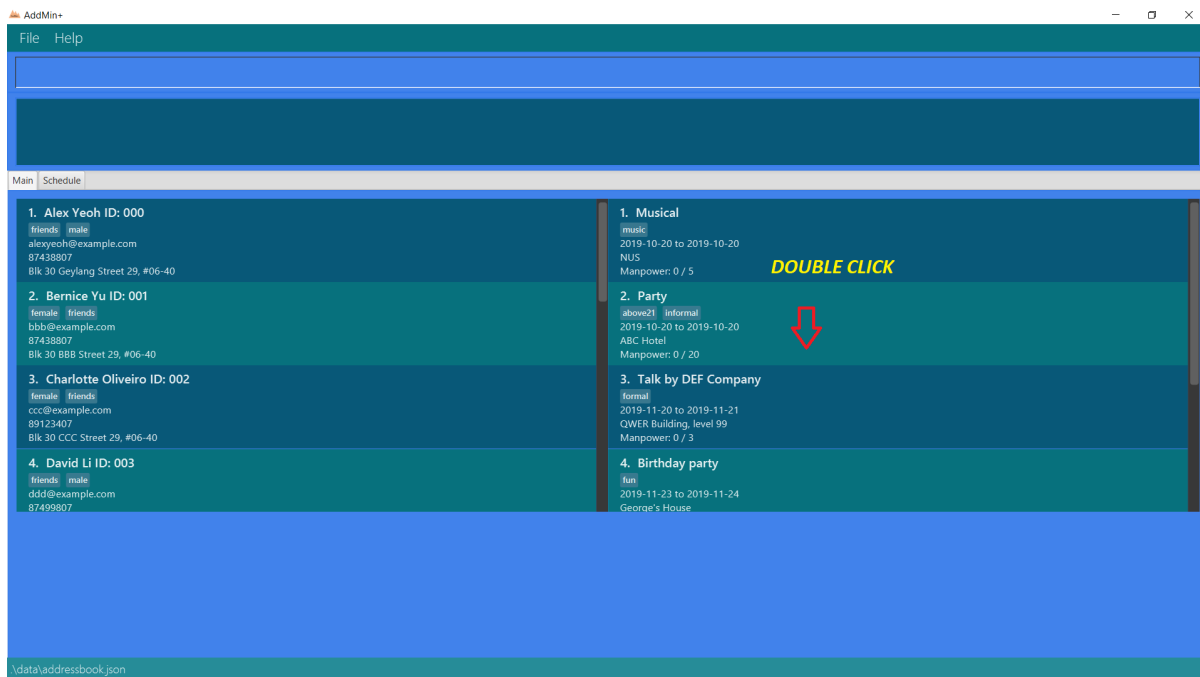 AddMin+
File Help
Main Schedule
1. Alex Yeoh ID: 000
friends male
alexyeoh@example.com
87438807
Blk 30 Geylang Street 29, #06-40
2. Bernice Yu ID: 001
female friends
bbb@example.com
87438807
Blk 30 BBB Street 29, #06-40
3. Charlotte Oliveiro ID: 002
female friends
ccc@example.com
89123407
Blk 30 CCC Street 29, #06-40
4. David Li ID: 003
friends male
ddd@example.com
87499807
1. Musical
music
2019-10-20 to 2019-10-20
NUS
Manpower: 0 / 5
DOUBLE CLICK
2. Party
above21 informal
2019-10-20 to 2019-10-20
ABC Hotel
Manpower: 0 / 20
3. Talk by DEF Company
formal
2019-11-20 to 2019-11-21
QWER Building, level 99
Manpower: 0 / 3
4. Birthday party
fun
2019-11-23 to 2019-11-24
George's House
.\data\addressbook.json